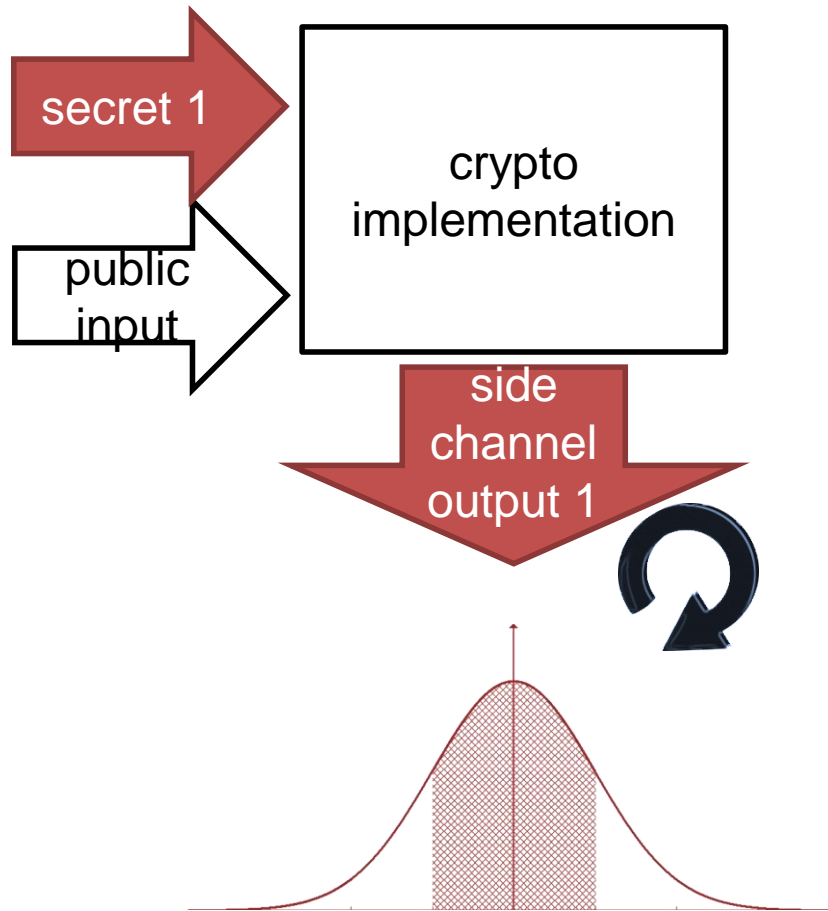 secret 1
public
input
crypto
implementation
side
channel
output 1